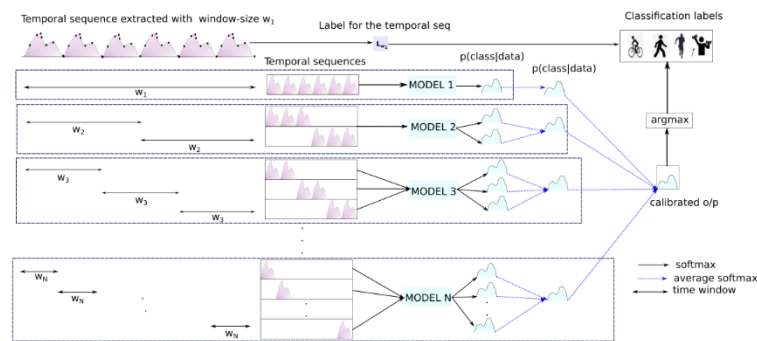 Temporal sequence extracted with window-size w1
Label for the temporal seq
Classification labels
Lw1
Temporal sequences
p(class|data)
p(class|data)
w1
MODEL 1
w2
w2
MODEL 2
argmax
w3
w3
w3
MODEL 3
calibrated o/p
wN
wN
wN
MODEL N
softmax
average softmax
time window